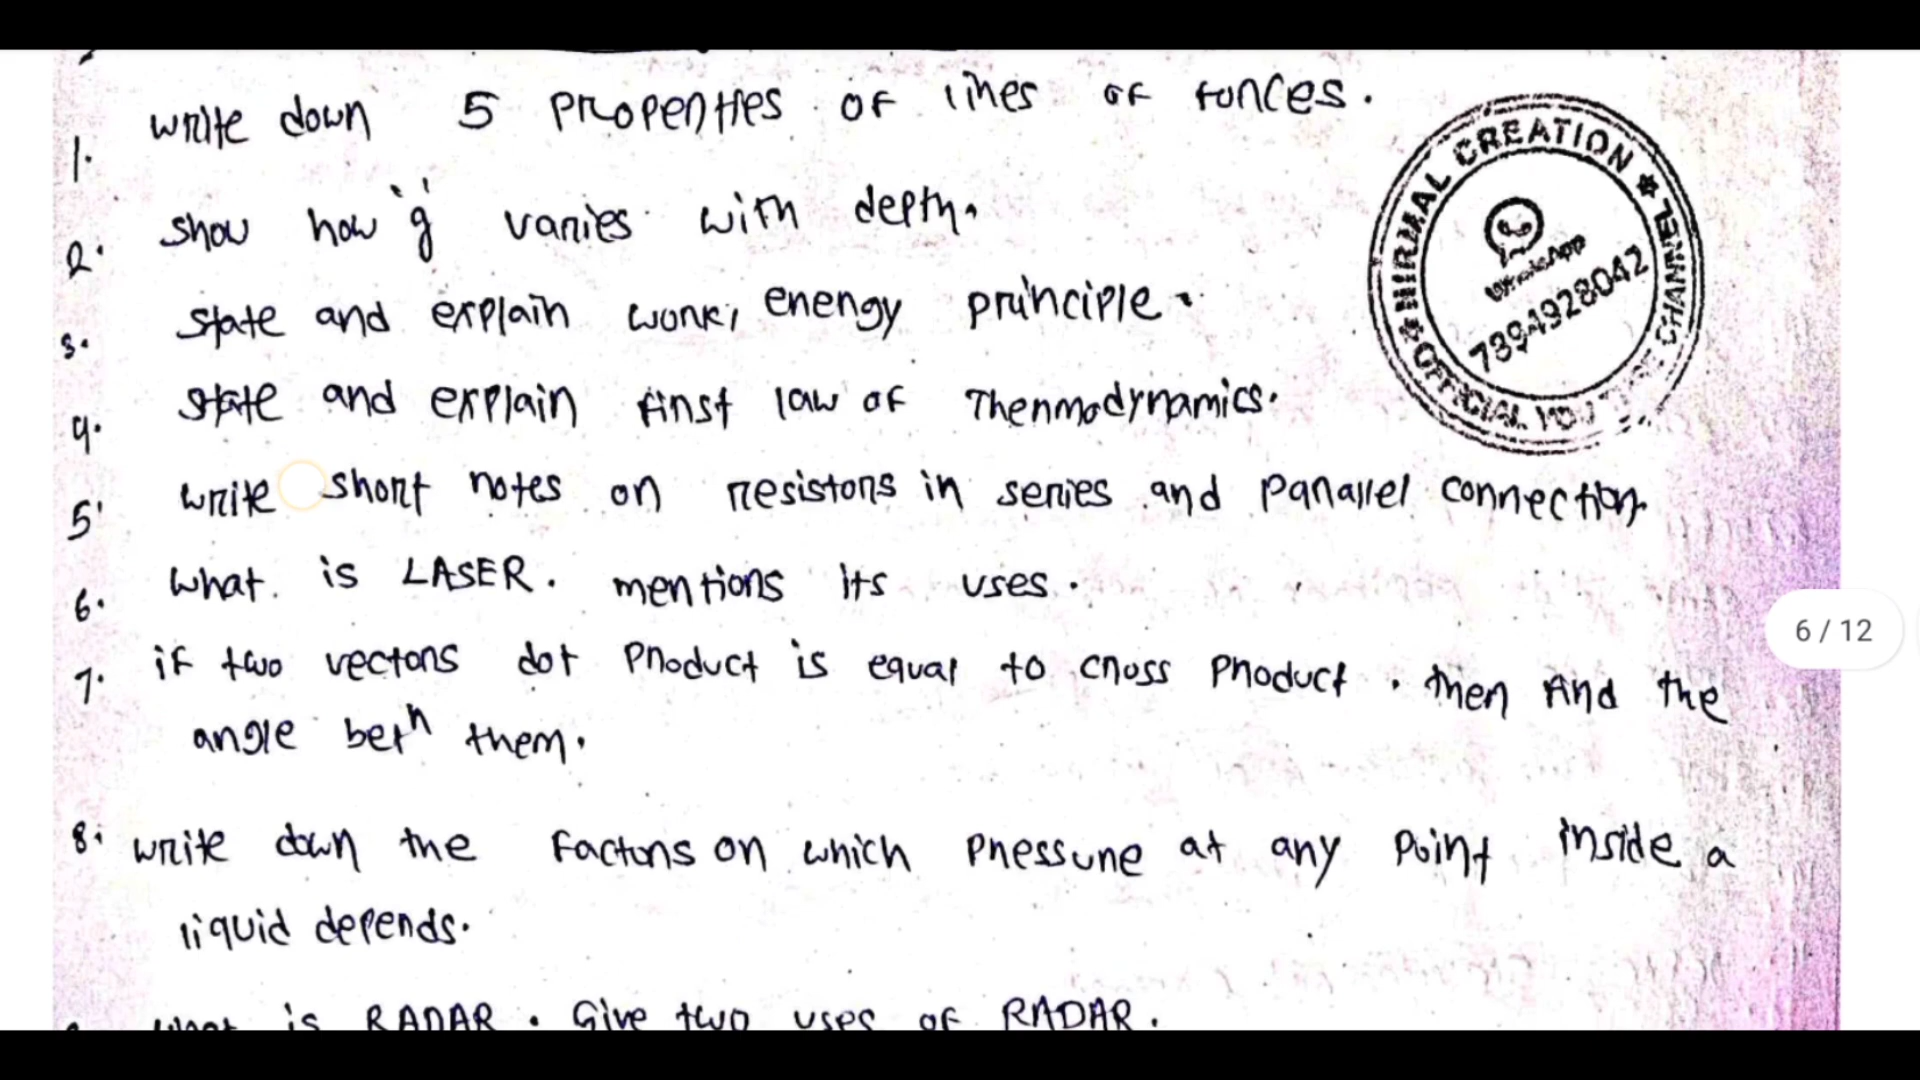 1. write down 5 properties of lines of forces.
2. show how 'g' varies with depth.
3. state and explain work, energy principle.
4. state and explain first law of Thermodynamics.
5. write short notes on resistors in series and parallel connection.
6. what is LASER. mentions its uses.
7. if two vectors dot product is equal to cross product. then find the
angle betn them.
8. write down the factors on which pressure at any point inside a
liquid depends.
what is RADAR. Give two uses of RADAR.
NIRMAL CREATION
WhatsApp
7894928042
OFFICIAL YOU CHANNEL
6 / 12